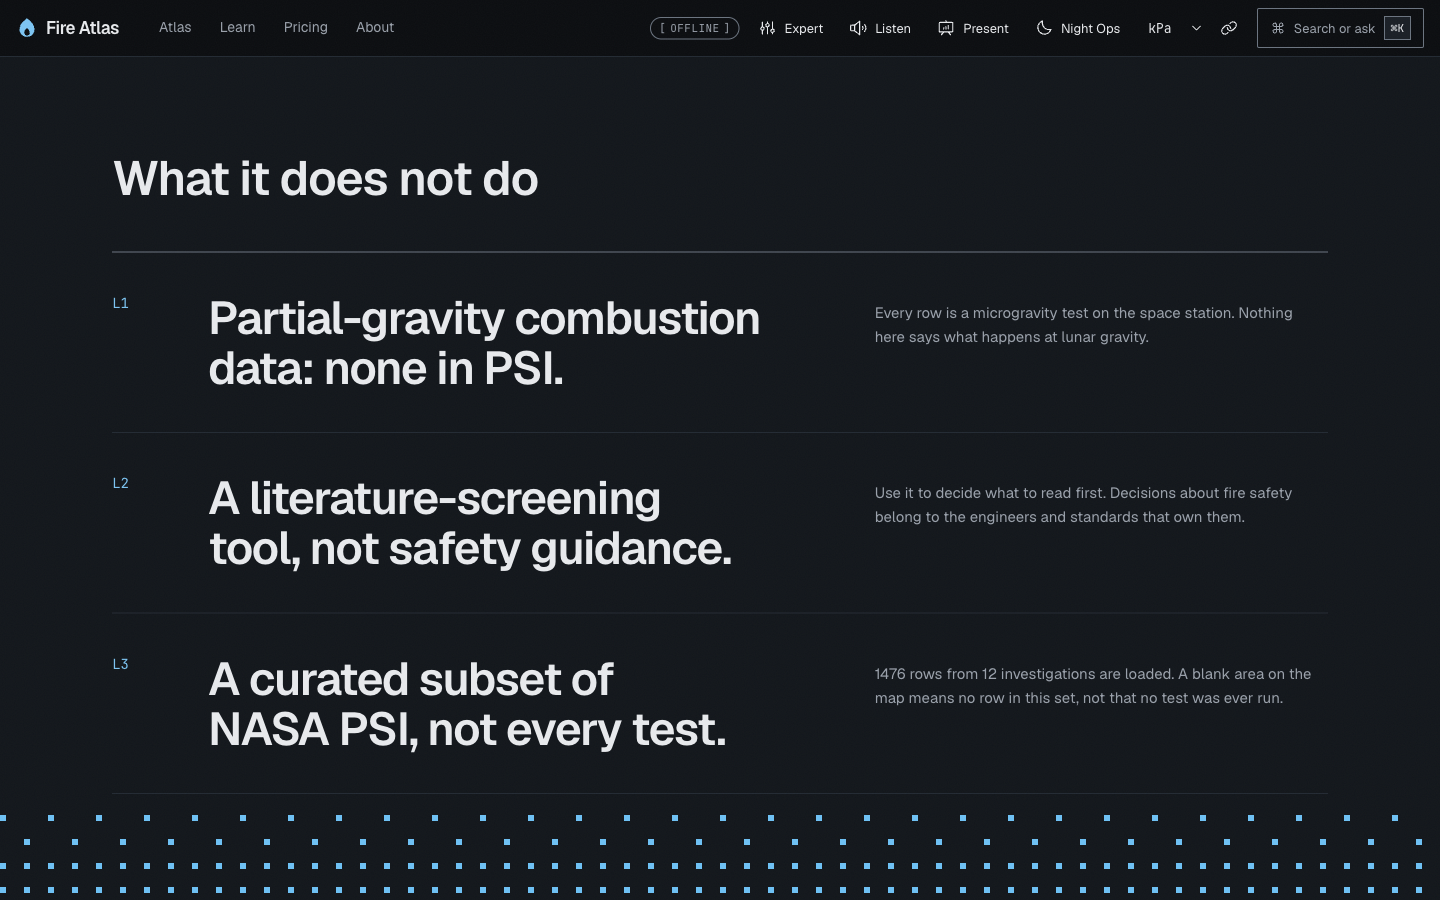 Fire Atlas Atlas Learn Pricing About [ OFFLINE ] Expert Listen Present Night Ops kPa ⌘ Search or ask ⌘K
What it does not do
L1
Partial-gravity combustion
data: none in PSI.
Every row is a microgravity test on the space station. Nothing
here says what happens at lunar gravity.
L2
A literature-screening
tool, not safety guidance.
Use it to decide what to read first. Decisions about fire safety
belong to the engineers and standards that own them.
L3
A curated subset of
NASA PSI, not every test.
1476 rows from 12 investigations are loaded. A blank area on the
map means no row in this set, not that no test was ever run.